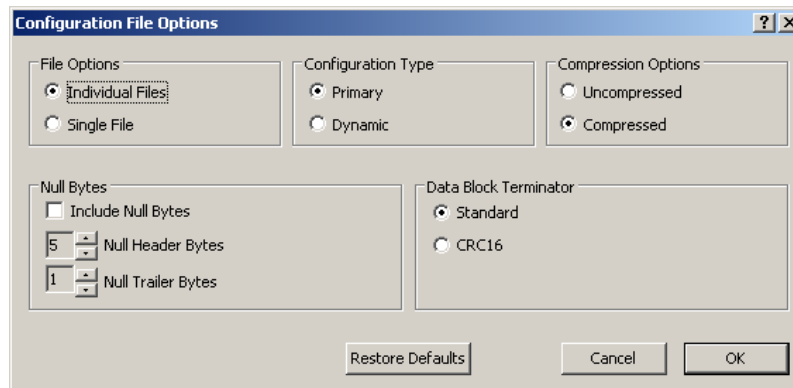 Configuration File Options
File Options
Individual Files
Single File
Configuration Type
Primary
Dynamic
Compression Options
Uncompressed
Compressed
Null Bytes
Include Null Bytes
5 Null Header Bytes
1 Null Trailer Bytes
Data Block Terminator
Standard
CRC16
Restore Defaults
Cancel
OK